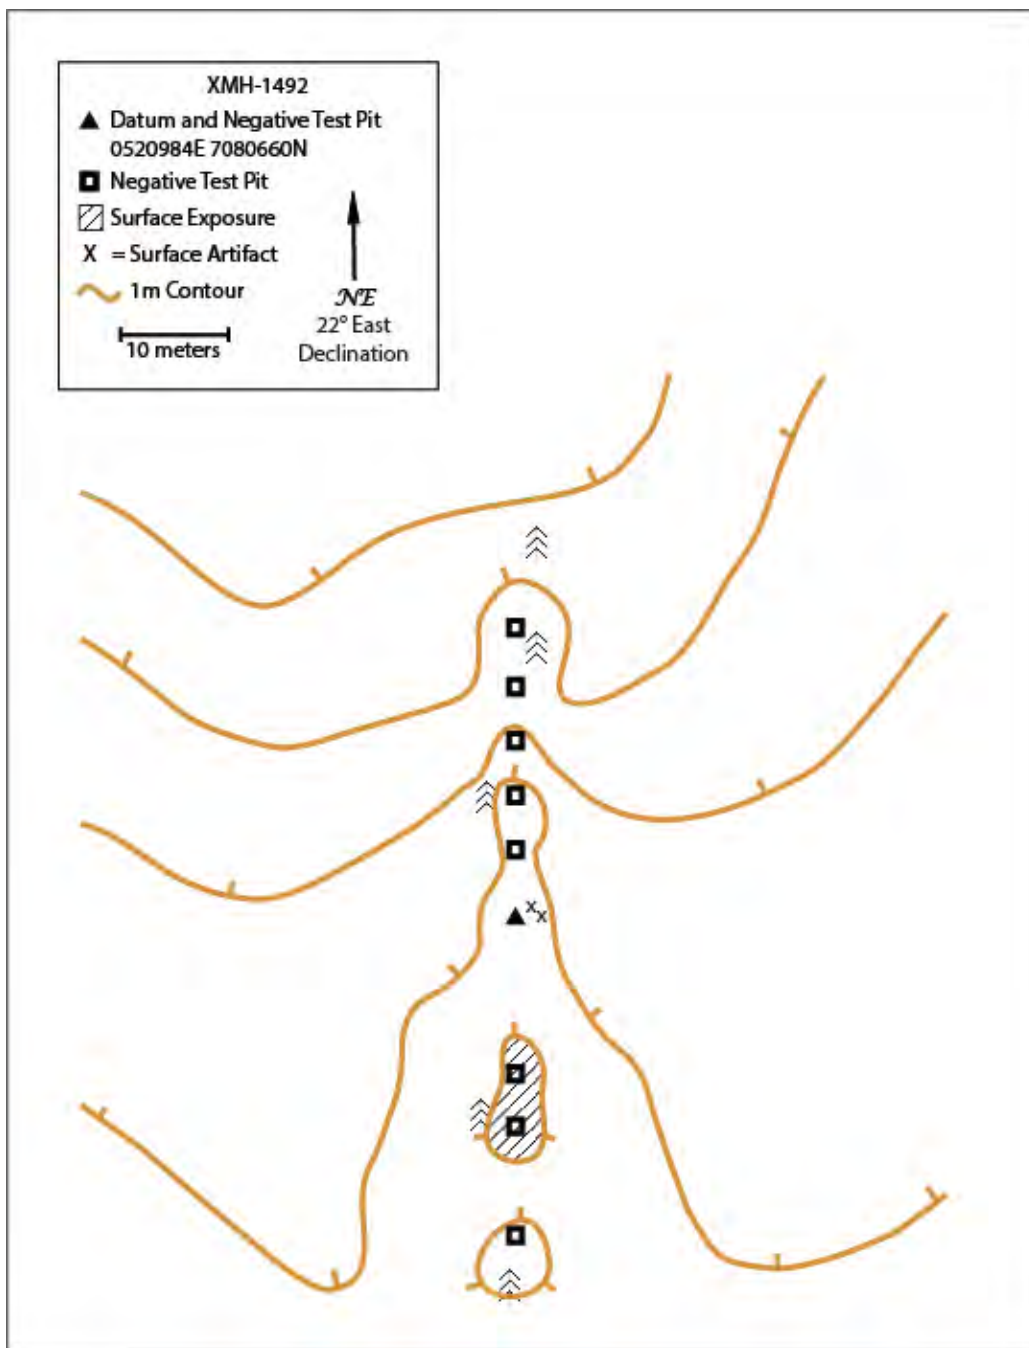 XMH-1492
Datum and Negative Test Pit
0520984E 7080660N
Negative Test Pit
Surface Exposure
X = Surface Artifact
1m Contour
10 meters
NE
22° East
Declination
X
X